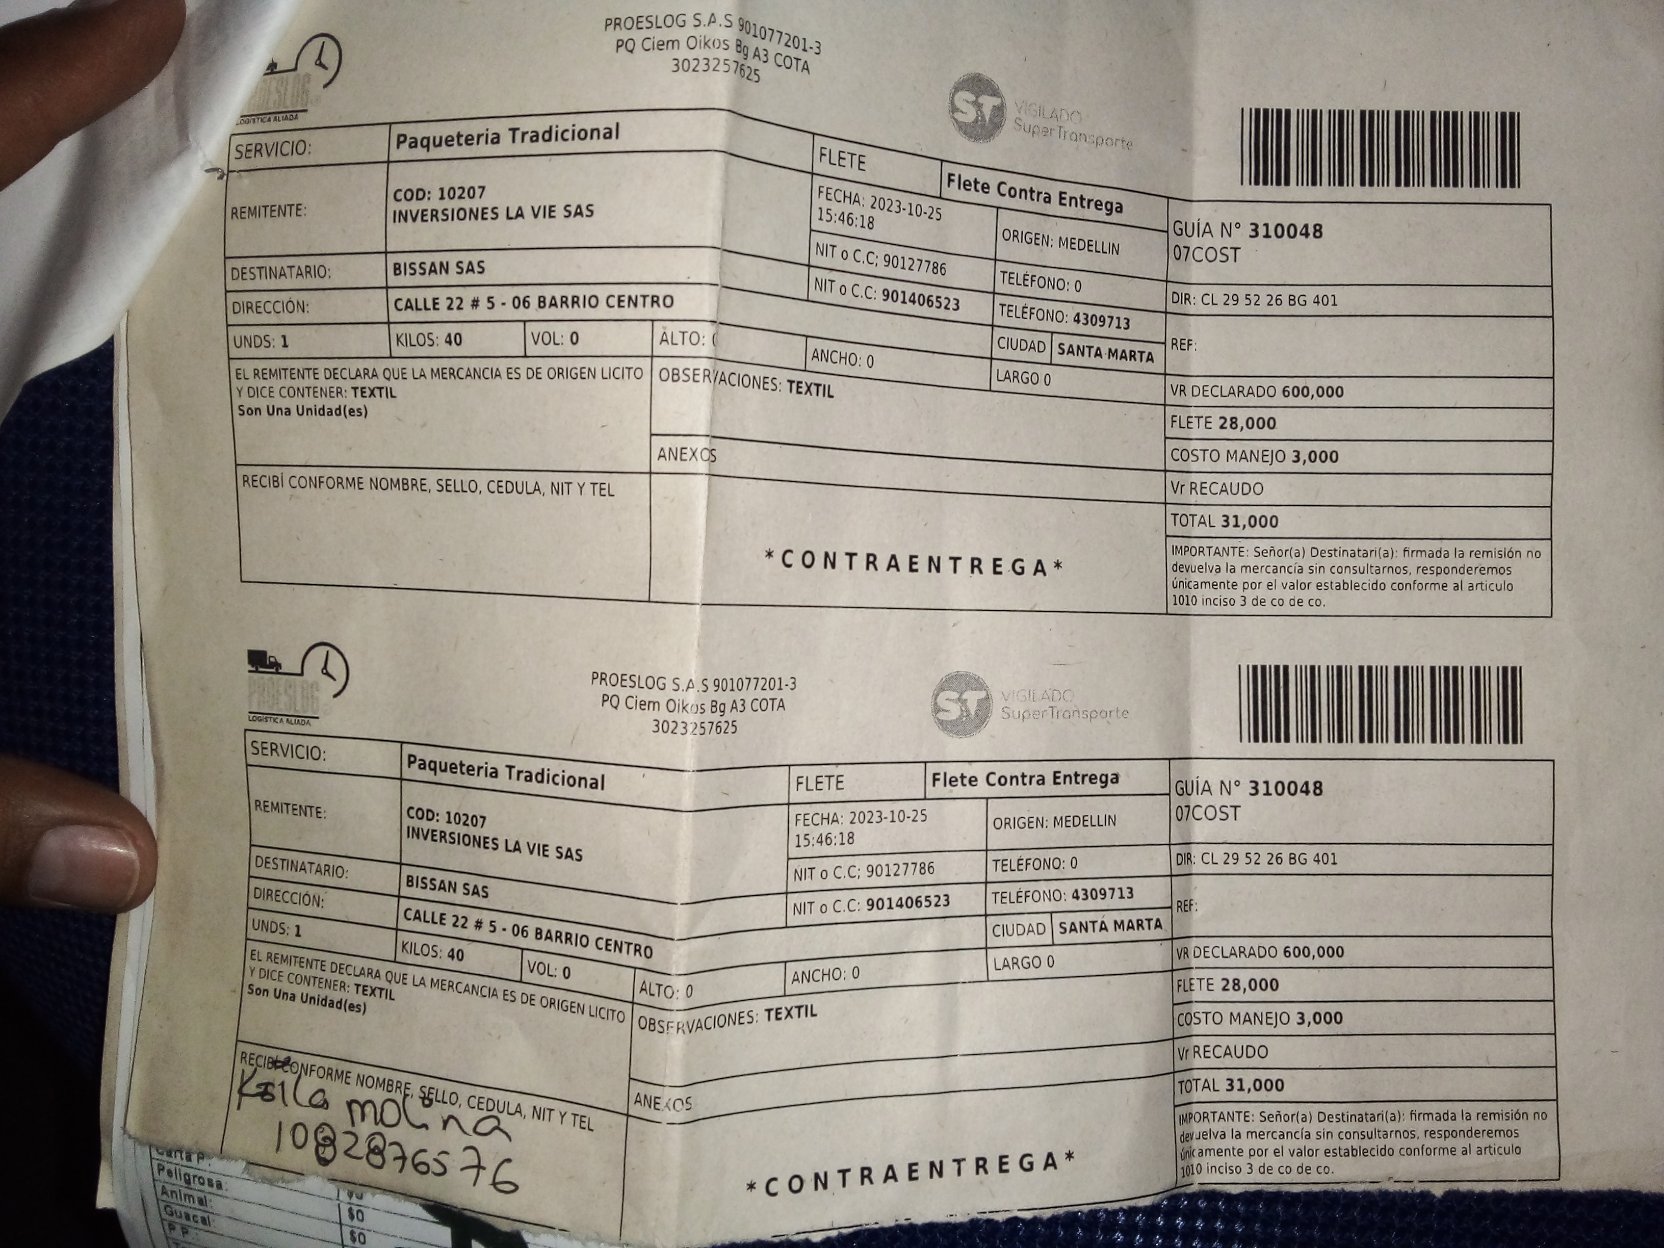 PROESLOG S.A.S 901077201-3
PQ Ciem Oikos Bg A3 COTA
3023257625
PROESLOG
LOGÍSTICA ALIADA
ST VIGILADO
SuperTransporte
SERVICIO: Paqueteria Tradicional
FLETE Flete Contra Entrega
REMITENTE: COD: 10207
INVERSIONES LA VIE SAS
FECHA: 2023-10-25
15:46:18
ORIGEN: MEDELLIN
GUÍA N° 310048
07COST
DESTINATARIO: BISSAN SAS
NIT o C.C; 90127786
TELÉFONO: 0
DIRECCIÓN: CALLE 22 # 5 - 06 BARRIO CENTRO
NIT o C.C: 901406523
TELÉFONO: 4309713
DIR: CL 29 52 26 BG 401
UNDS: 1 KILOS: 40 VOL: 0 ALTO: 0 ANCHO: 0
CIUDAD SANTA MARTA
LARGO 0
REF:
EL REMITENTE DECLARA QUE LA MERCANCIA ES DE ORIGEN LICITO
Y DICE CONTENER: TEXTIL
Son Una Unidad(es)
OBSERVACIONES: TEXTIL
ANEXOS
VR DECLARADO 600,000
FLETE 28,000
COSTO MANEJO 3,000
Vr RECAUDO
TOTAL 31,000
RECIBÍ CONFORME NOMBRE, SELLO, CEDULA, NIT Y TEL
*CONTRAENTREGA*
IMPORTANTE: Señor(a) Destinatari(a): firmada la remisión no
devuelva la mercancía sin consultarnos, responderemos
únicamente por el valor establecido conforme al articulo
1010 inciso 3 de co de co.
PROESLOG
LOGÍSTICA ALIADA
PROESLOG S.A.S 901077201-3
PQ Ciem Oikos Bg A3 COTA
3023257625
ST VIGILADO
SuperTransporte
SERVICIO: Paqueteria Tradicional
FLETE Flete Contra Entrega
REMITENTE: COD: 10207
INVERSIONES LA VIE SAS
FECHA: 2023-10-25
15:46:18
ORIGEN: MEDELLIN
GUÍA N° 310048
07COST
DESTINATARIO: BISSAN SAS
NIT o C.C; 90127786
TELÉFONO: 0
DIRECCIÓN: CALLE 22 # 5 - 06 BARRIO CENTRO
NIT o C.C: 901406523
TELÉFONO: 4309713
DIR: CL 29 52 26 BG 401
UNDS: 1 KILOS: 40 VOL: 0 ALTO: 0 ANCHO: 0
CIUDAD SANTA MARTA
LARGO 0
REF:
EL REMITENTE DECLARA QUE LA MERCANCIA ES DE ORIGEN LICITO
Y DICE CONTENER: TEXTIL
Son Una Unidad(es)
OBSERVACIONES: TEXTIL
ANEXOS
VR DECLARADO 600,000
FLETE 28,000
COSTO MANEJO 3,000
Vr RECAUDO
TOTAL 31,000
RECIBÍ CONFORME NOMBRE, SELLO, CEDULA, NIT Y TEL
molina
1082876576
*CONTRAENTREGA*
IMPORTANTE: Señor(a) Destinatari(a): firmada la remisión no
devuelva la mercancía sin consultarnos, responderemos
únicamente por el valor establecido conforme al articulo
1010 inciso 3 de co de co.
Carta P.
Peligrosa:
Animal: $0
Guacal: $0